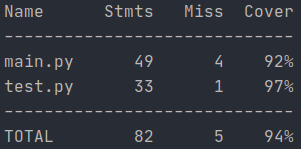 Name      Stmts   Miss  Cover
-----------------------------
main.py      49      4    92%
test.py      33      1    97%
-----------------------------
TOTAL        82      5    94%